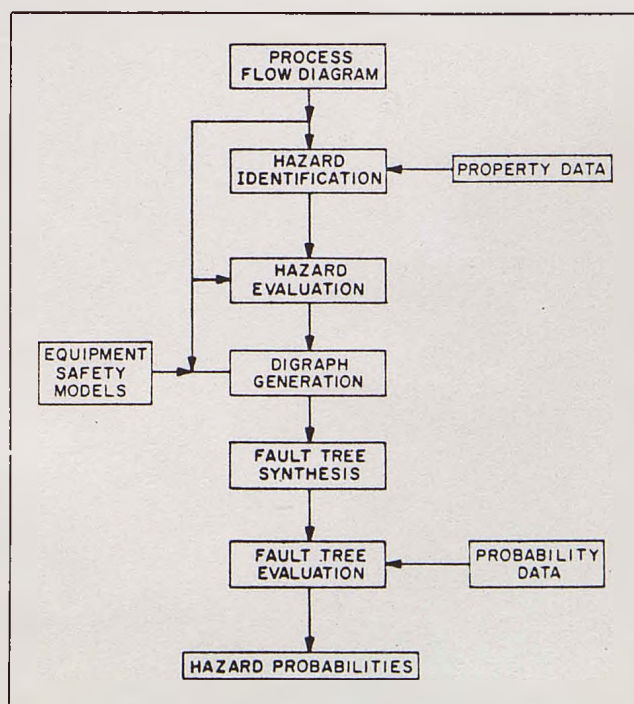 PROCESS
FLOW DIAGRAM
HAZARD
IDENTIFICATION
PROPERTY DATA
HAZARD
EVALUATION
EQUIPMENT
SAFETY
MODELS
DIGRAPH
GENERATION
FAULT TREE
SYNTHESIS
FAULT TREE
EVALUATION
PROBABILITY
DATA
HAZARD PROBABILITIES